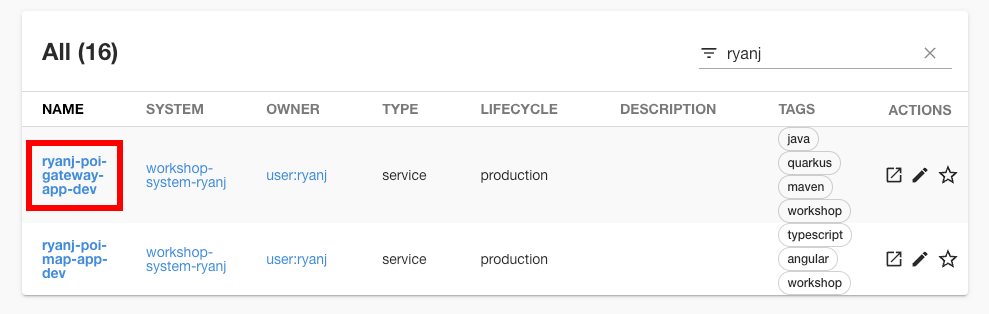 All (16)
ryanj
NAME SYSTEM OWNER TYPE LIFECYCLE DESCRIPTION TAGS ACTIONS
ryanj-poi-
gateway-
app-dev
workshop-
system-ryanj
user:ryanj
service
production
java
quarkus
maven
workshop
ryanj-poi-
map-app-
dev
workshop-
system-ryanj
user:ryanj
service
production
typescript
angular
workshop